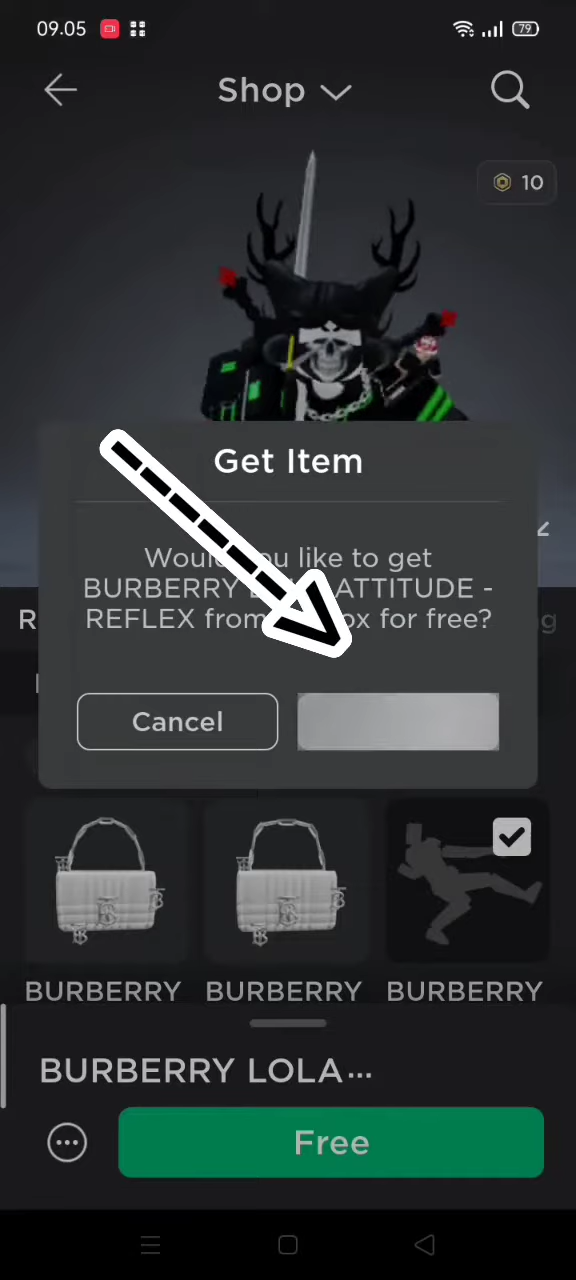 09.05
79
Shop
10
Get Item
Would you like to get
BURBERRY ATTITUDE -
REFLEX from for free?
Cancel
BURBERRY BURBERRY BURBERRY
BURBERRY LOLA...
Free